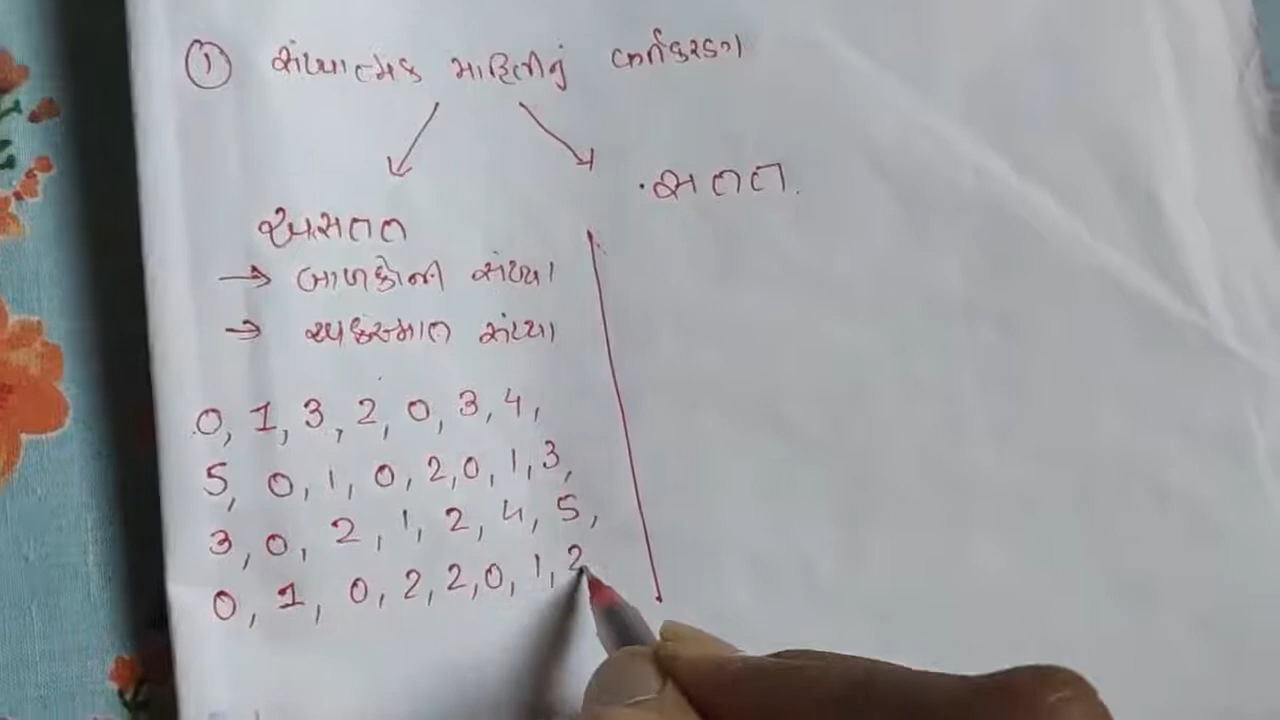 ૧ સંખ્યાત્મક માહિતીનું વર્ગીકરણ
અસતત
· સતત.
→ બાળકોની સંખ્યા
→ અકસ્માત સંખ્યા
0, 1, 3, 2, 0, 3, 4,
5, 0, 1, 0, 2, 0, 1, 3,
3, 0, 2, 1, 2, 4, 5,
0, 1, 0, 2, 2, 0, 1, 2